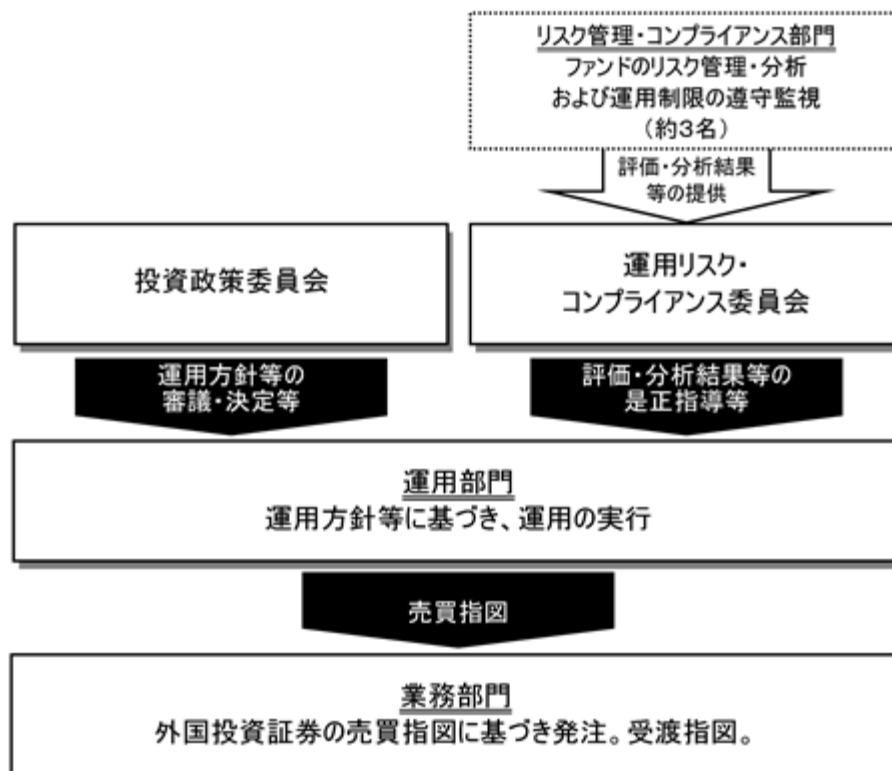 リスク管理・コンプライアンス部門
ファンドのリスク管理・分析
および運用制限の遵守監視
（約3名）
評価・分析結果
等の提供
投資政策委員会
運用リスク・
コンプライアンス委員会
運用方針等の
審議・決定等
評価・分析結果等の
是正指導等
運用部門
運用方針等に基づき、運用の実行
売買指図
業務部門
外国投資証券の売買指図に基づき発注。受渡指図。